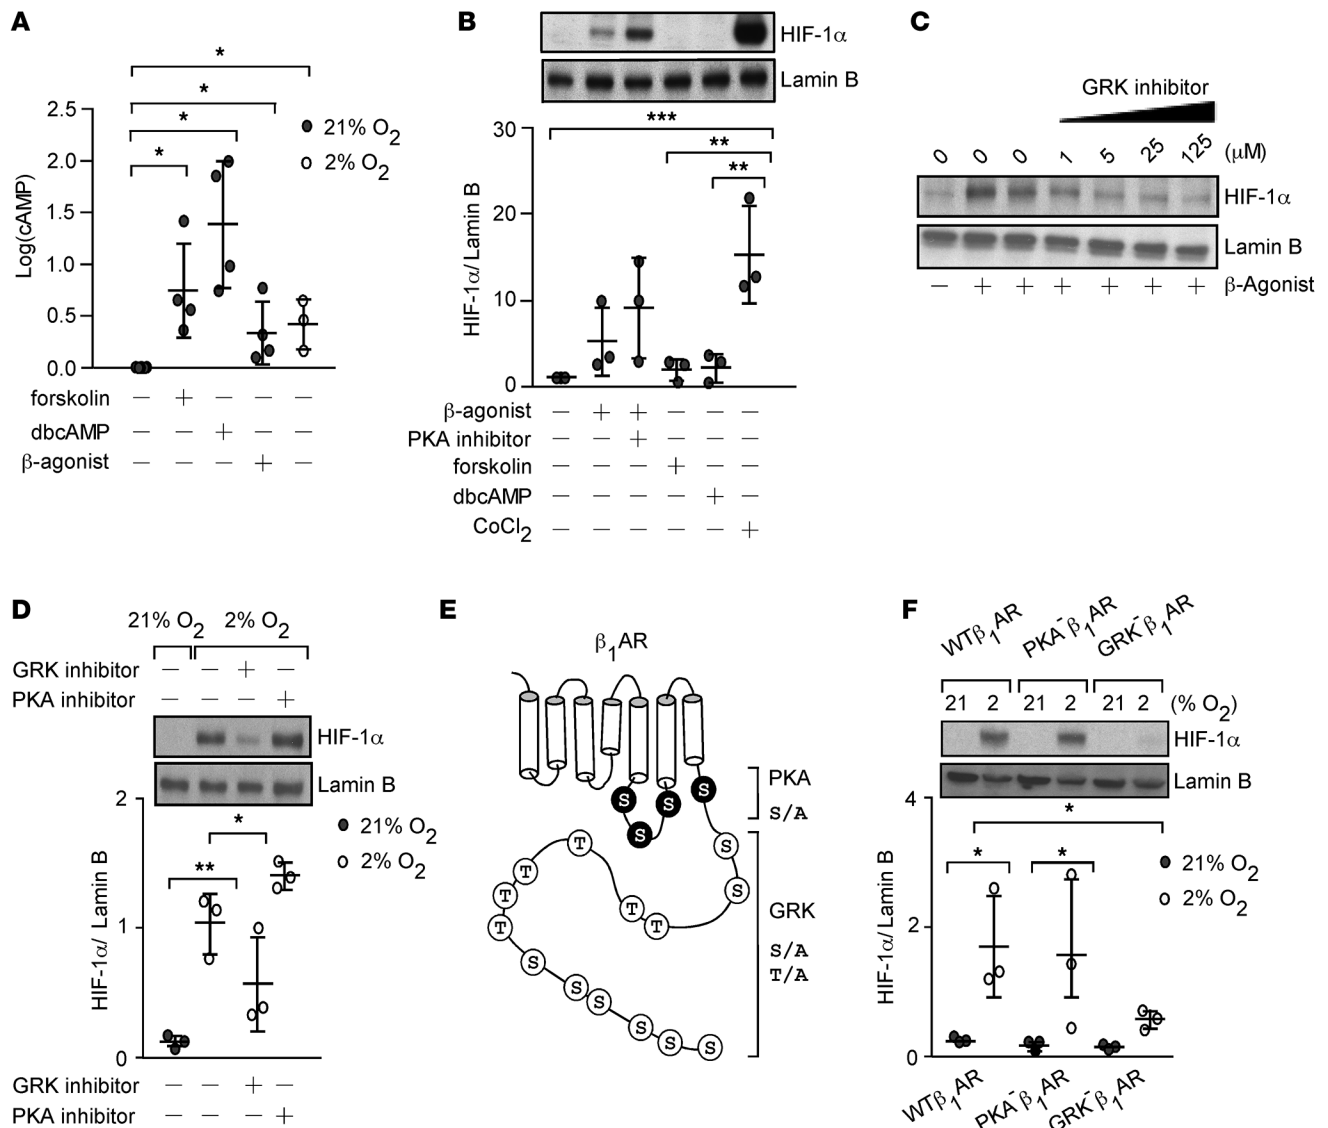 A
*
*
*
*
2.5
2.0
1.5
1.0
0.5
0.0
Log(cAMP)
21% O2
2% O2
forskolin − + − − −
dbcAMP − − + − −
β-agonist − − − + −
B
HIF-1α
Lamin B
***
**
**
30
20
10
0
HIF-1α/ Lamin B
β-agonist − + + − − −
PKA inhibitor − − + − − −
forskolin − − − + − −
dbcAMP − − − − + −
CoCl2 − − − − − +
C
GRK inhibitor
0 0 0 1 5 25 125 (μM)
HIF-1α
Lamin B
− + + + + + + β-Agonist
D
21% O2 2% O2
GRK inhibitor − − + −
PKA inhibitor − − − +
HIF-1α
Lamin B
2
1
0
HIF-1α/ Lamin B
*
**
21% O2
2% O2
GRK inhibitor − − + −
PKA inhibitor − − − +
E
β1AR
S
S
S
S
PKA
S/A
S
S
T
T
T
T
T
T
S
S
S
S
S
S
GRK
S/A
T/A
F
WTβ1AR PKA-β1AR GRK-β1AR
21 2 21 2 21 2 (% O2)
HIF-1α
Lamin B
4
2
0
HIF-1α/ Lamin B
*
* *
21% O2
2% O2
WTβ1AR PKA-β1AR GRK-β1AR